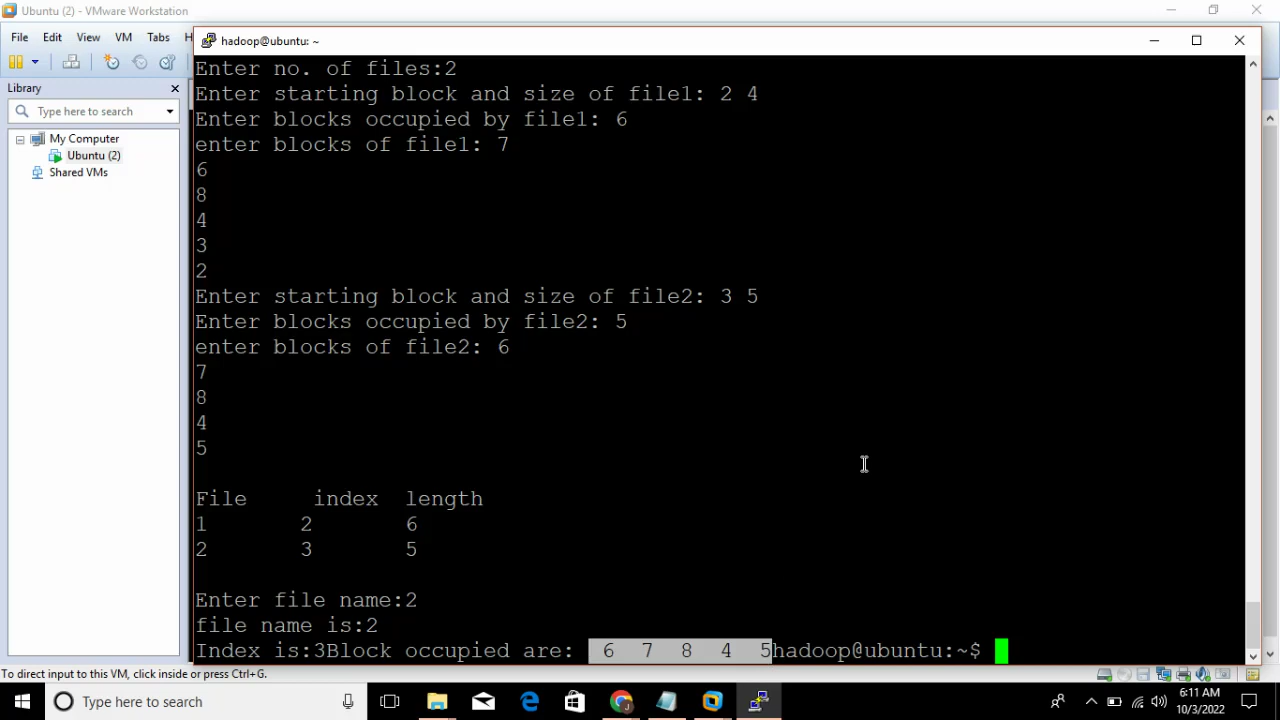 Ubuntu (2) - VMware Workstation
File Edit View VM Tabs H
Library
Type here to search
My Computer
Ubuntu (2)
Shared VMs
hadoop@ubuntu: ~
Enter no. of files:2
Enter starting block and size of file1: 2 4
Enter blocks occupied by file1: 6
enter blocks of file1: 7
6
8
4
3
2
Enter starting block and size of file2: 3 5
Enter blocks occupied by file2: 5
enter blocks of file2: 6
7
8
4
5
File index length
1 2 6
2 3 5
Enter file name:2
file name is:2
Index is:3Block occupied are: 6 7 8 4 5hadoop@ubuntu:~$
To direct input to this VM, click inside or press Ctrl+G.
Type here to search
6:11 AM
10/3/2022